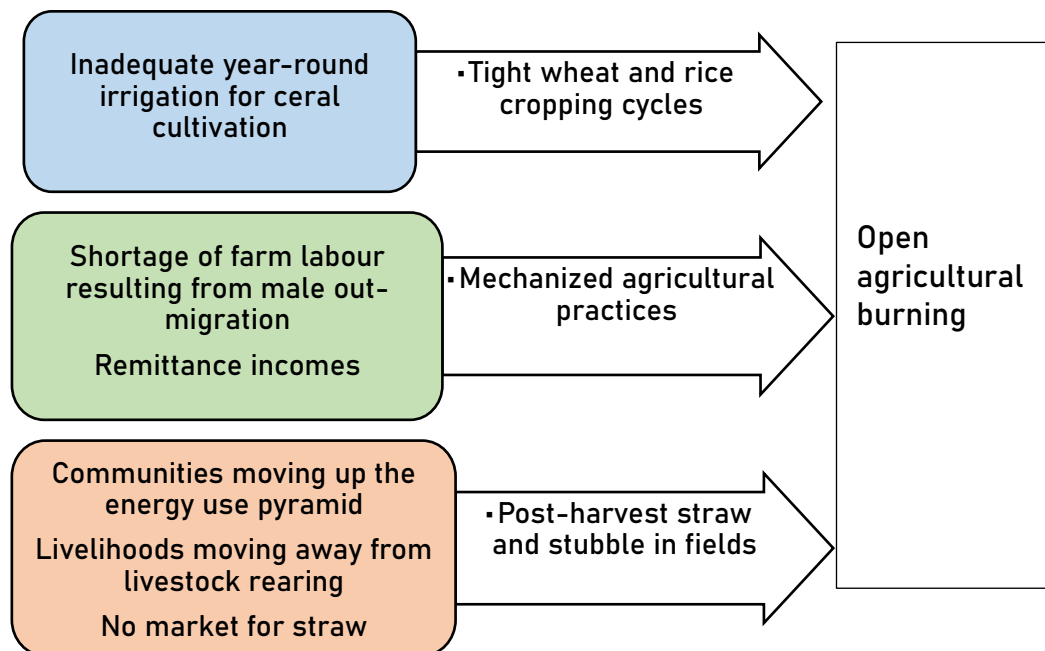 Inadequate year-round
irrigation for ceral
cultivation
▪Tight wheat and rice
cropping cycles
Shortage of farm labour
resulting from male out-
migration
Remittance incomes
▪Mechanized agricultural
practices
Communities moving up the
energy use pyramid
Livelihoods moving away from
livestock rearing
No market for straw
▪Post-harvest straw
and stubble in fields
Open
agricultural
burning